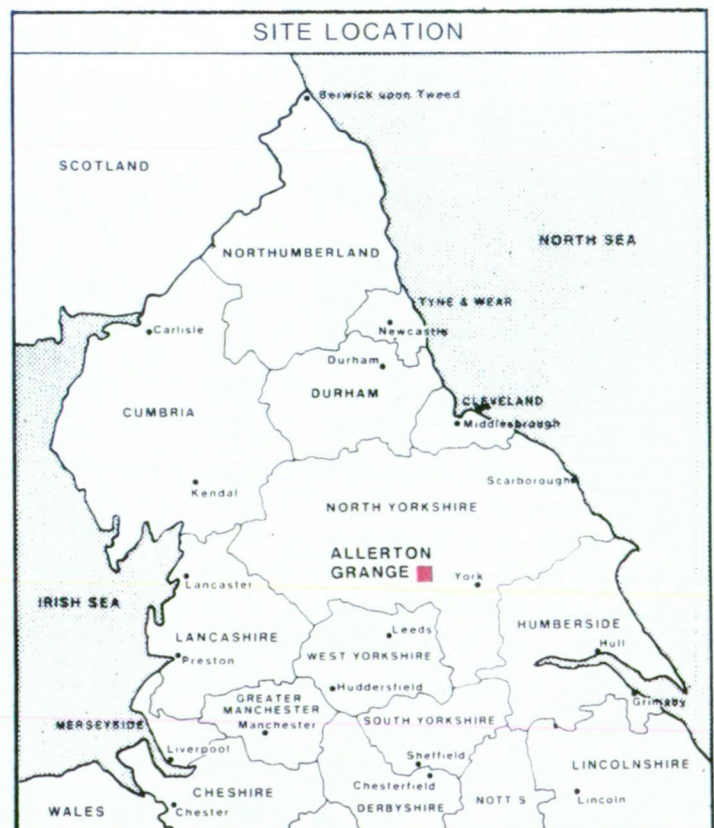 SITE LOCATION
Berwick upon Tweed
SCOTLAND
NORTH SEA
NORTHUMBERLAND
TYNE & WEAR
Newcastle
Carlisle
Durham
DURHAM
CLEVELAND
CUMBRIA
Middlesbrough
Scarborough
Kendal
NORTH YORKSHIRE
ALLERTON
GRANGE
York
Lancaster
IRISH SEA
HUMBERSIDE
Leeds
LANCASHIRE
Hull
WEST YORKSHIRE
Preston
Huddersfield
GREATER
MANCHESTER
Grimsby
SOUTH YORKSHIRE
MERSEYSIDE
Manchester
Liverpool
Sheffield
LINCOLNSHIRE
Chesterfield
CHESHIRE
NOTTS
Lincoln
DERBYSHIRE
WALES
Chester